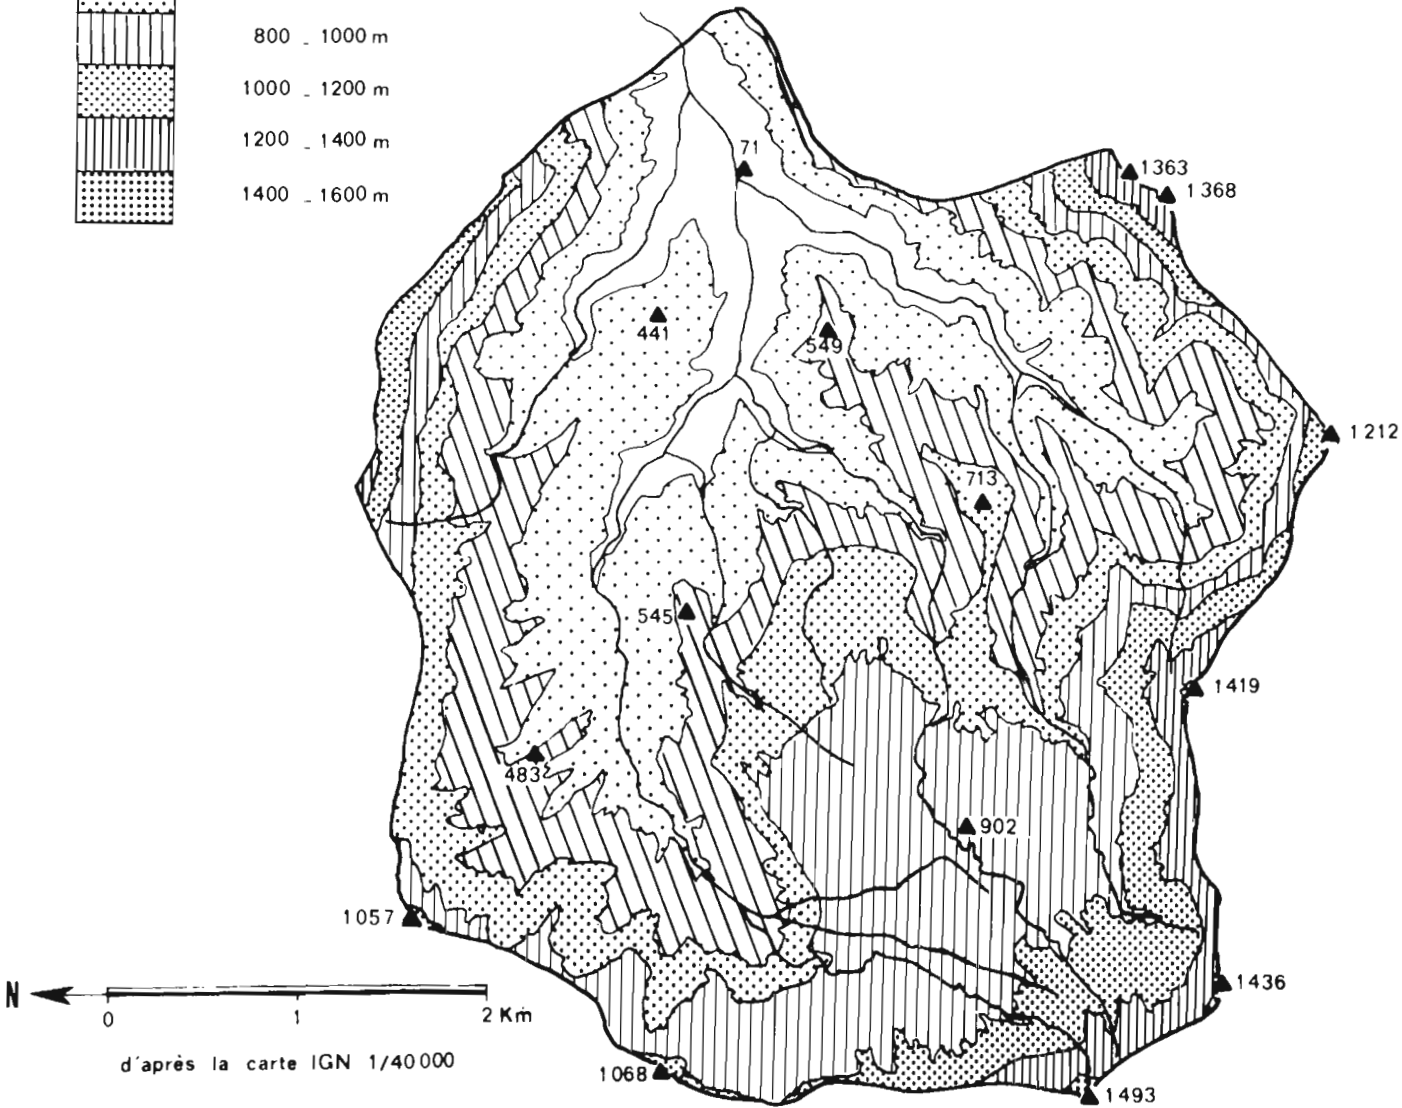 800 _ 1000 m
1000 _ 1200 m
1200 _ 1400 m
1400 _ 1600 m
71
1363
1368
441
549
1212
713
545
1419
483
902
1057
1436
N
0 1 2 Km
d'après la carte IGN 1/40 000
1068
1493